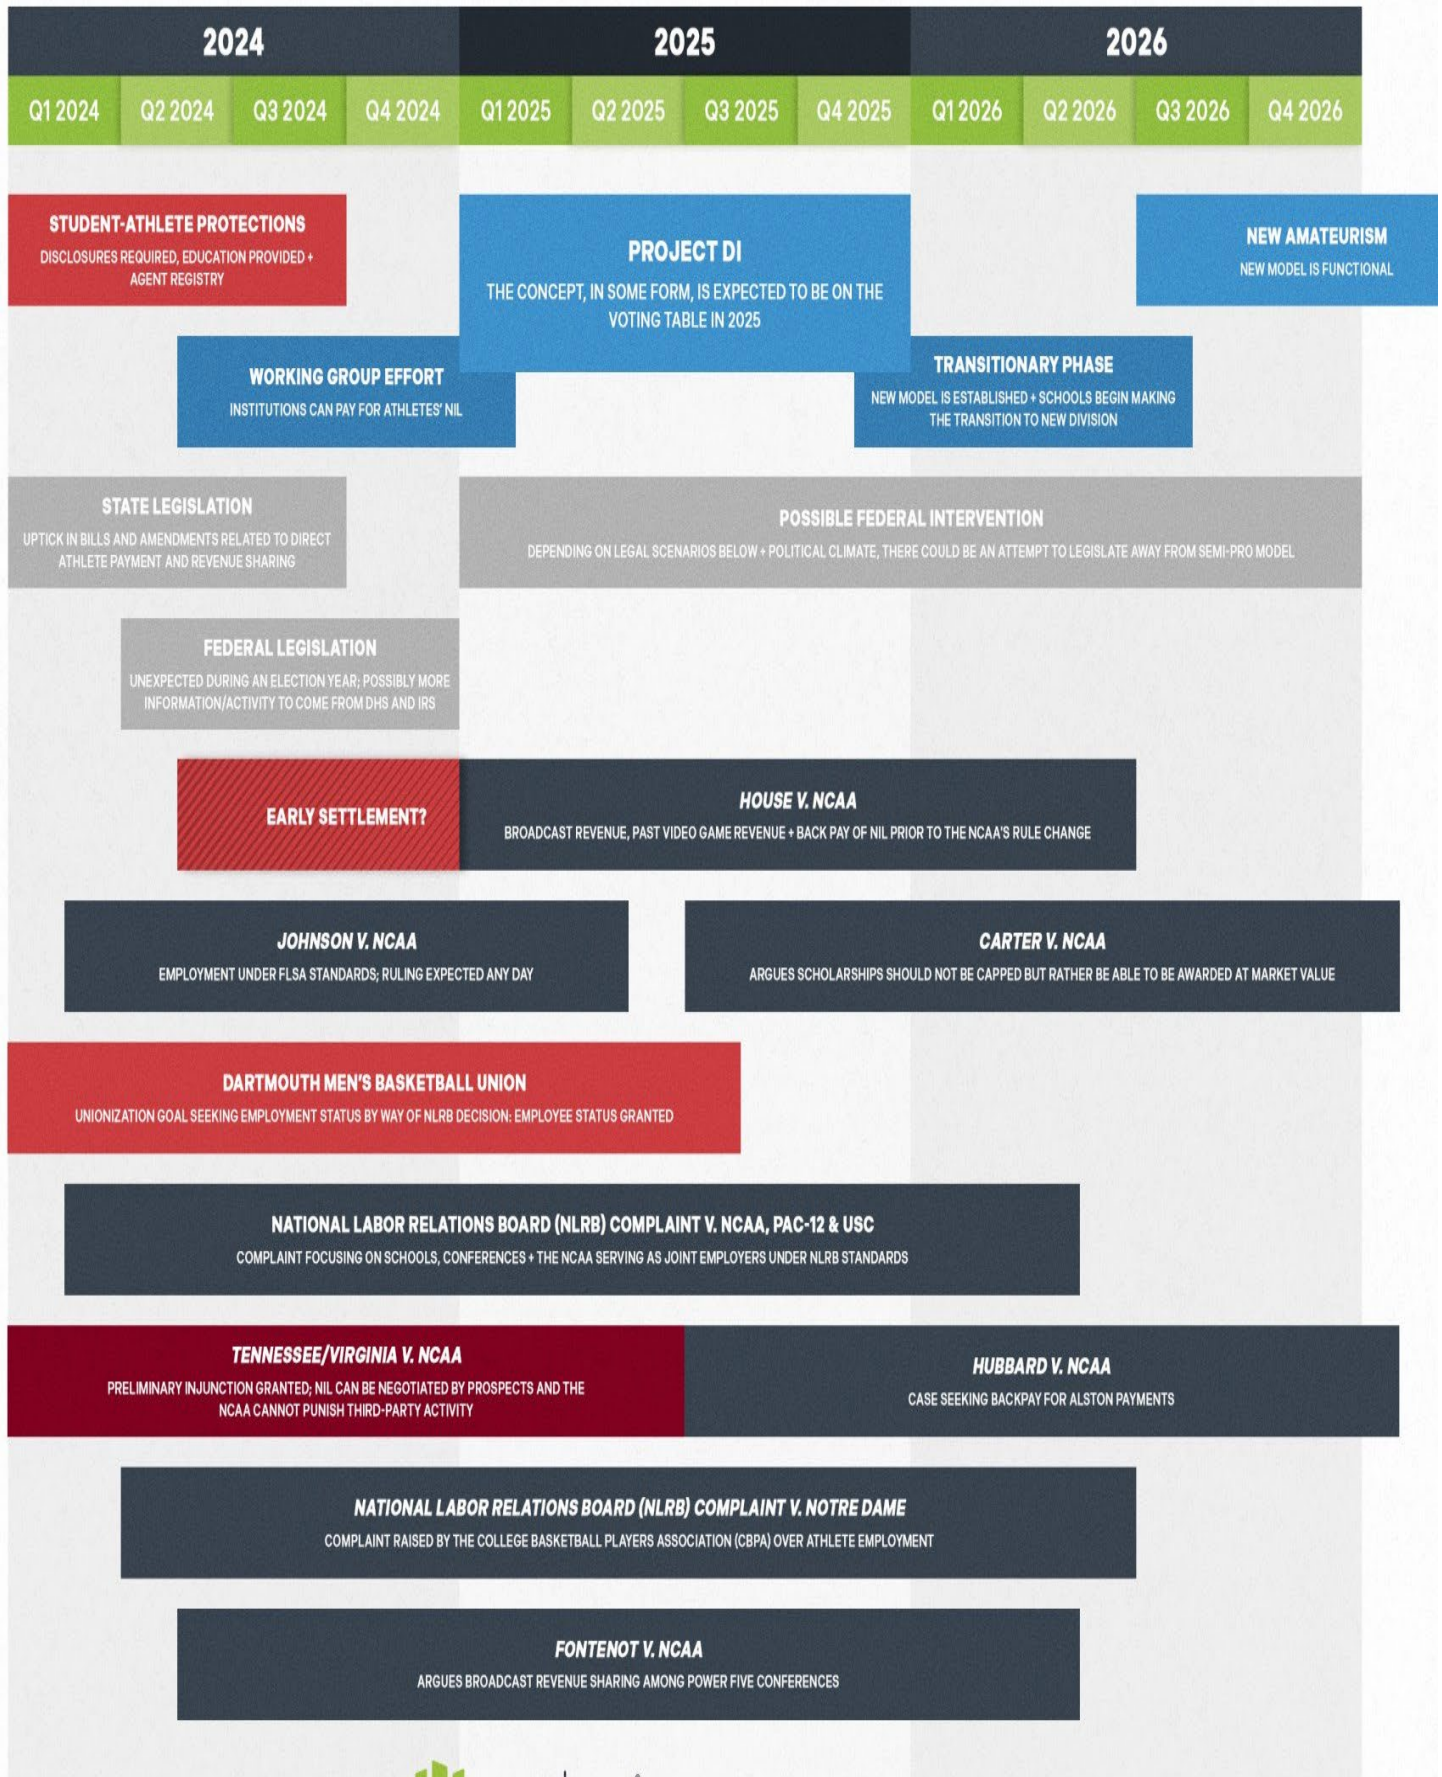 2024
2025
2026
Q1 2024
Q2 2024
Q3 2024
Q4 2024
Q1 2025
Q2 2025
Q3 2025
Q4 2025
Q1 2026
Q2 2026
Q3 2026
Q4 2026
STUDENT-ATHLETE PROTECTIONS
DISCLOSURES REQUIRED, EDUCATION PROVIDED +
AGENT REGISTRY
PROJECT DI
THE CONCEPT, IN SOME FORM, IS EXPECTED TO BE ON THE
VOTING TABLE IN 2025
NEW AMATEURISM
NEW MODEL IS FUNCTIONAL
WORKING GROUP EFFORT
INSTITUTIONS CAN PAY FOR ATHLETES' NIL
TRANSITIONARY PHASE
NEW MODEL IS ESTABLISHED + SCHOOLS BEGIN MAKING
THE TRANSITION TO NEW DIVISION
STATE LEGISLATION
UPTICK IN BILLS AND AMENDMENTS RELATED TO DIRECT
ATHLETE PAYMENT AND REVENUE SHARING
POSSIBLE FEDERAL INTERVENTION
DEPENDING ON LEGAL SCENARIOS BELOW + POLITICAL CLIMATE, THERE COULD BE AN ATTEMPT TO LEGISLATE AWAY FROM SEMI-PRO MODEL
FEDERAL LEGISLATION
UNEXPECTED DURING AN ELECTION YEAR; POSSIBLY MORE
INFORMATION/ACTIVITY TO COME FROM DHS AND IRS
EARLY SETTLEMENT?
HOUSE V. NCAA
BROADCAST REVENUE, PAST VIDEO GAME REVENUE + BACK PAY OF NIL PRIOR TO THE NCAA'S RULE CHANGE
JOHNSON V. NCAA
EMPLOYMENT UNDER FLSA STANDARDS; RULING EXPECTED ANY DAY
CARTER V. NCAA
ARGUES SCHOLARSHIPS SHOULD NOT BE CAPPED BUT RATHER BE ABLE TO BE AWARDED AT MARKET VALUE
DARTMOUTH MEN'S BASKETBALL UNION
UNIONIZATION GOAL SEEKING EMPLOYMENT STATUS BY WAY OF NLRB DECISION: EMPLOYEE STATUS GRANTED
NATIONAL LABOR RELATIONS BOARD (NLRB) COMPLAINT V. NCAA, PAC-12 & USC
COMPLAINT FOCUSING ON SCHOOLS, CONFERENCES + THE NCAA SERVING AS JOINT EMPLOYERS UNDER NLRB STANDARDS
TENNESSEE/VIRGINIA V. NCAA
PRELIMINARY INJUNCTION GRANTED; NIL CAN BE NEGOTIATED BY PROSPECTS AND THE
NCAA CANNOT PUNISH THIRD-PARTY ACTIVITY
HUBBARD V. NCAA
CASE SEEKING BACKPAY FOR ALSTON PAYMENTS
NATIONAL LABOR RELATIONS BOARD (NLRB) COMPLAINT V. NOTRE DAME
COMPLAINT RAISED BY THE COLLEGE BASKETBALL PLAYERS ASSOCIATION (CBPA) OVER ATHLETE EMPLOYMENT
FONTENOT V. NCAA
ARGUES BROADCAST REVENUE SHARING AMONG POWER FIVE CONFERENCES